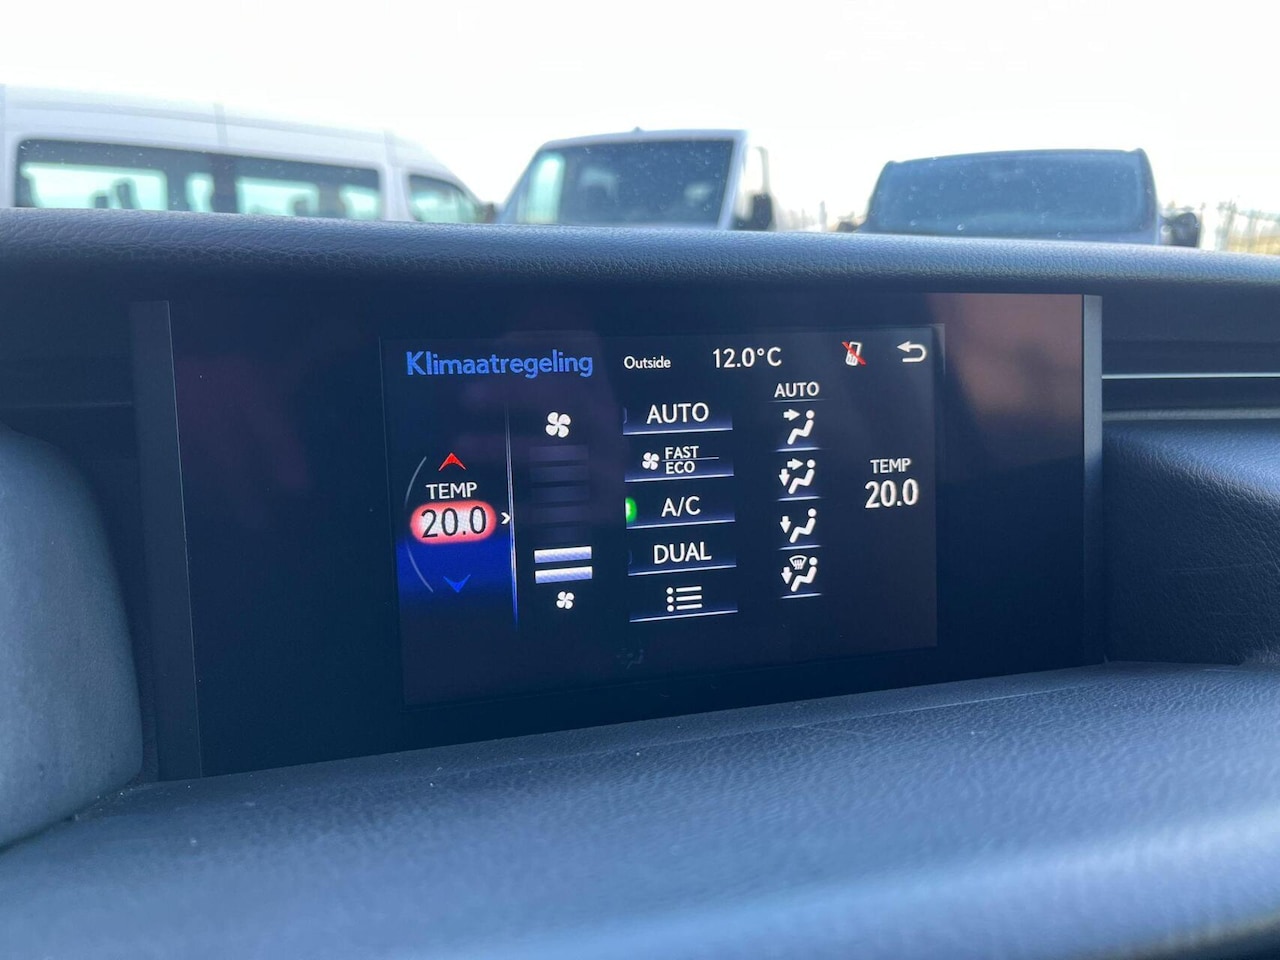 Klimaatregeling
Outside 12.0°C
TEMP
20.0
AUTO
FAST
ECO
A/C
DUAL
AUTO
TEMP
20.0